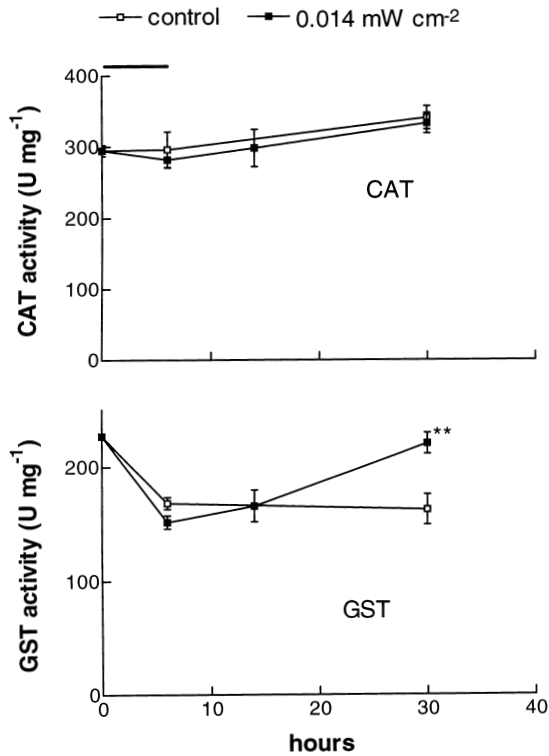 control 0.014 mW cm-2
400
300
200
100
0
CAT activity (U mg-1)
CAT
200
100
0
GST activity (U mg-1)
**
GST
0 10 20 30 40
hours